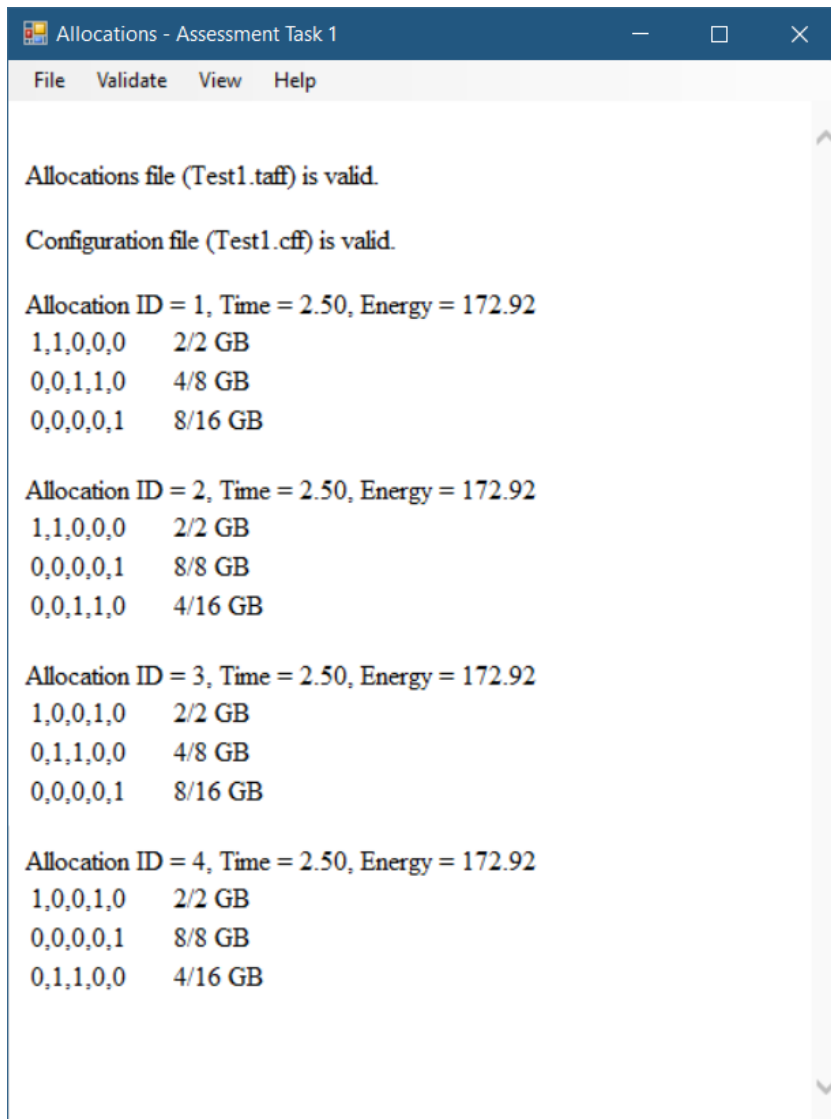 Allocations - Assessment Task 1
File Validate View Help
Allocations file (Test1.taff) is valid.
Configuration file (Test1.cff) is valid.
Allocation ID = 1, Time = 2.50, Energy = 172.92
1,1,0,0,0 2/2 GB
0,0,1,1,0 4/8 GB
0,0,0,0,1 8/16 GB
Allocation ID = 2, Time = 2.50, Energy = 172.92
1,1,0,0,0 2/2 GB
0,0,0,0,1 8/8 GB
0,0,1,1,0 4/16 GB
Allocation ID = 3, Time = 2.50, Energy = 172.92
1,0,0,1,0 2/2 GB
0,1,1,0,0 4/8 GB
0,0,0,0,1 8/16 GB
Allocation ID = 4, Time = 2.50, Energy = 172.92
1,0,0,1,0 2/2 GB
0,0,0,0,1 8/8 GB
0,1,1,0,0 4/16 GB